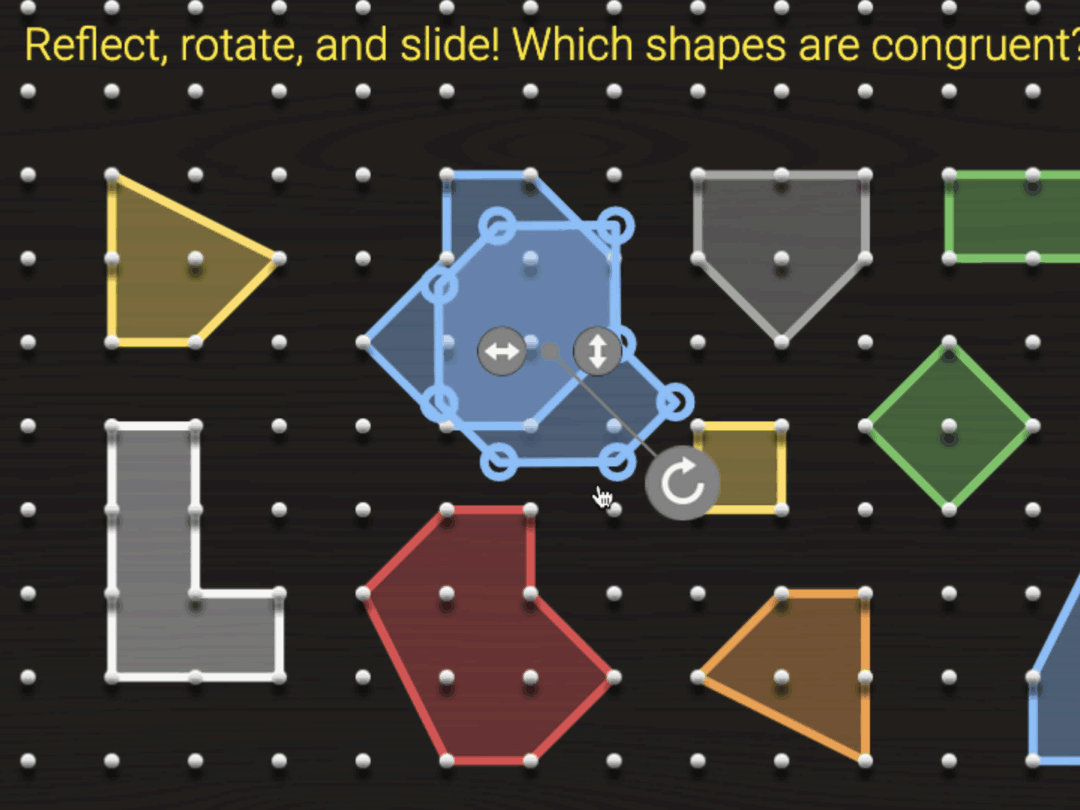 Reflect, rotate, and slide! Which shapes are congruent?